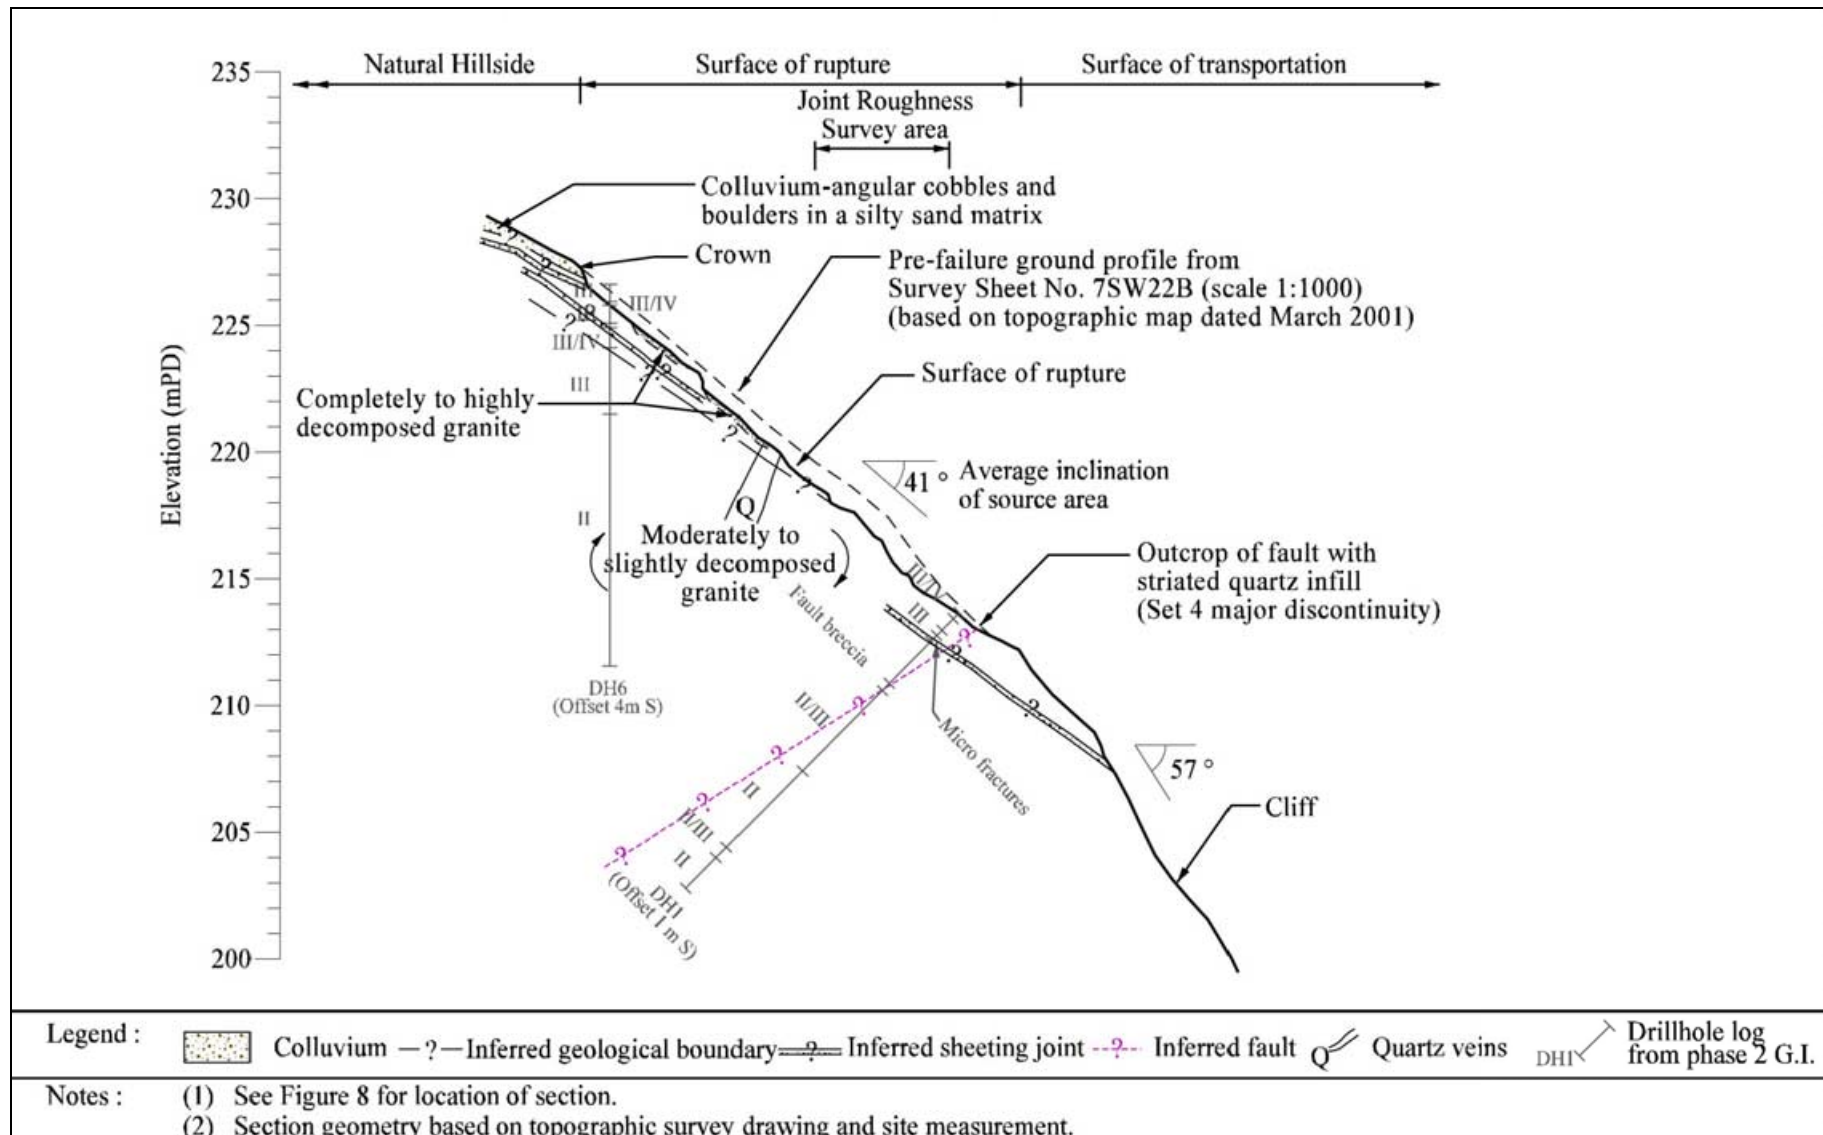 Natural Hillside
Surface of rupture
Surface of transportation
Joint Roughness
Survey area
Elevation (mPD)
235
230
225
220
215
210
205
200
Colluvium-angular cobbles and
boulders in a silty sand matrix
Crown
Pre-failure ground profile from
Survey Sheet No. 7SW22B (scale 1:1000)
(based on topographic map dated March 2001)
III
III/IV
?
?
?
III/IV
III
Completely to highly
decomposed granite
Surface of rupture
?
?
?
41 °
Average inclination
of source area
Q
II
Moderately to
slightly decomposed
granite
Outcrop of fault with
striated quartz infill
(Set 4 major discontinuity)
III/IV
III
Fault breccia
?
?
?
DH6
(Offset 4m S)
II/III
?
Micro fractures
57 °
?
II
?
II/III
II
?
DH1
(Offset 1 m S)
Cliff
Legend :
Colluvium
?
Inferred geological boundary
?
Inferred sheeting joint
?
Inferred fault
Q
Quartz veins
DH1
Drillhole log
from phase 2 G.I.
Notes :
(1) See Figure 8 for location of section.
(2) Section geometry based on topographic survey drawing and site measurement.